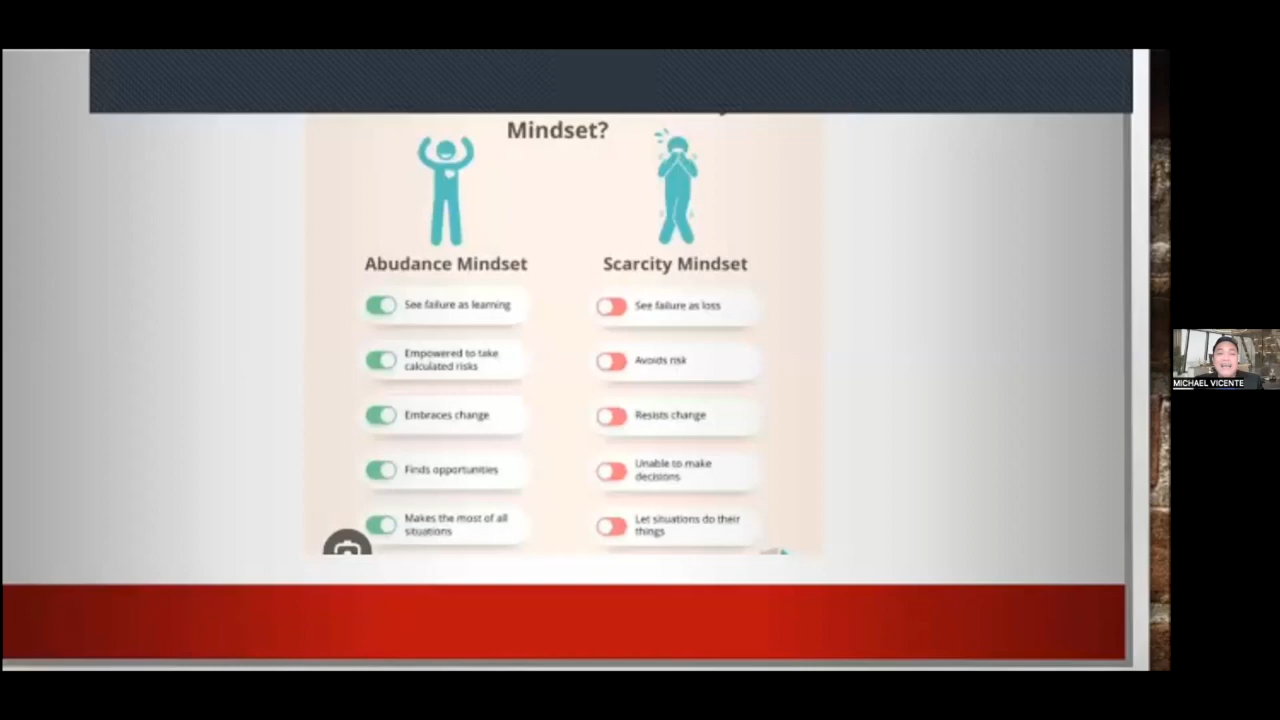 Mindset?
Abudance Mindset
Scarcity Mindset
See failure as learning
See failure as loss
Empowered to take
calculated risks
Avoids risk
Embraces change
Resists change
Finds opportunities
Unable to make
decisions
Makes the most of all
situations
Let situations do their
things
MICHAEL VICENTE